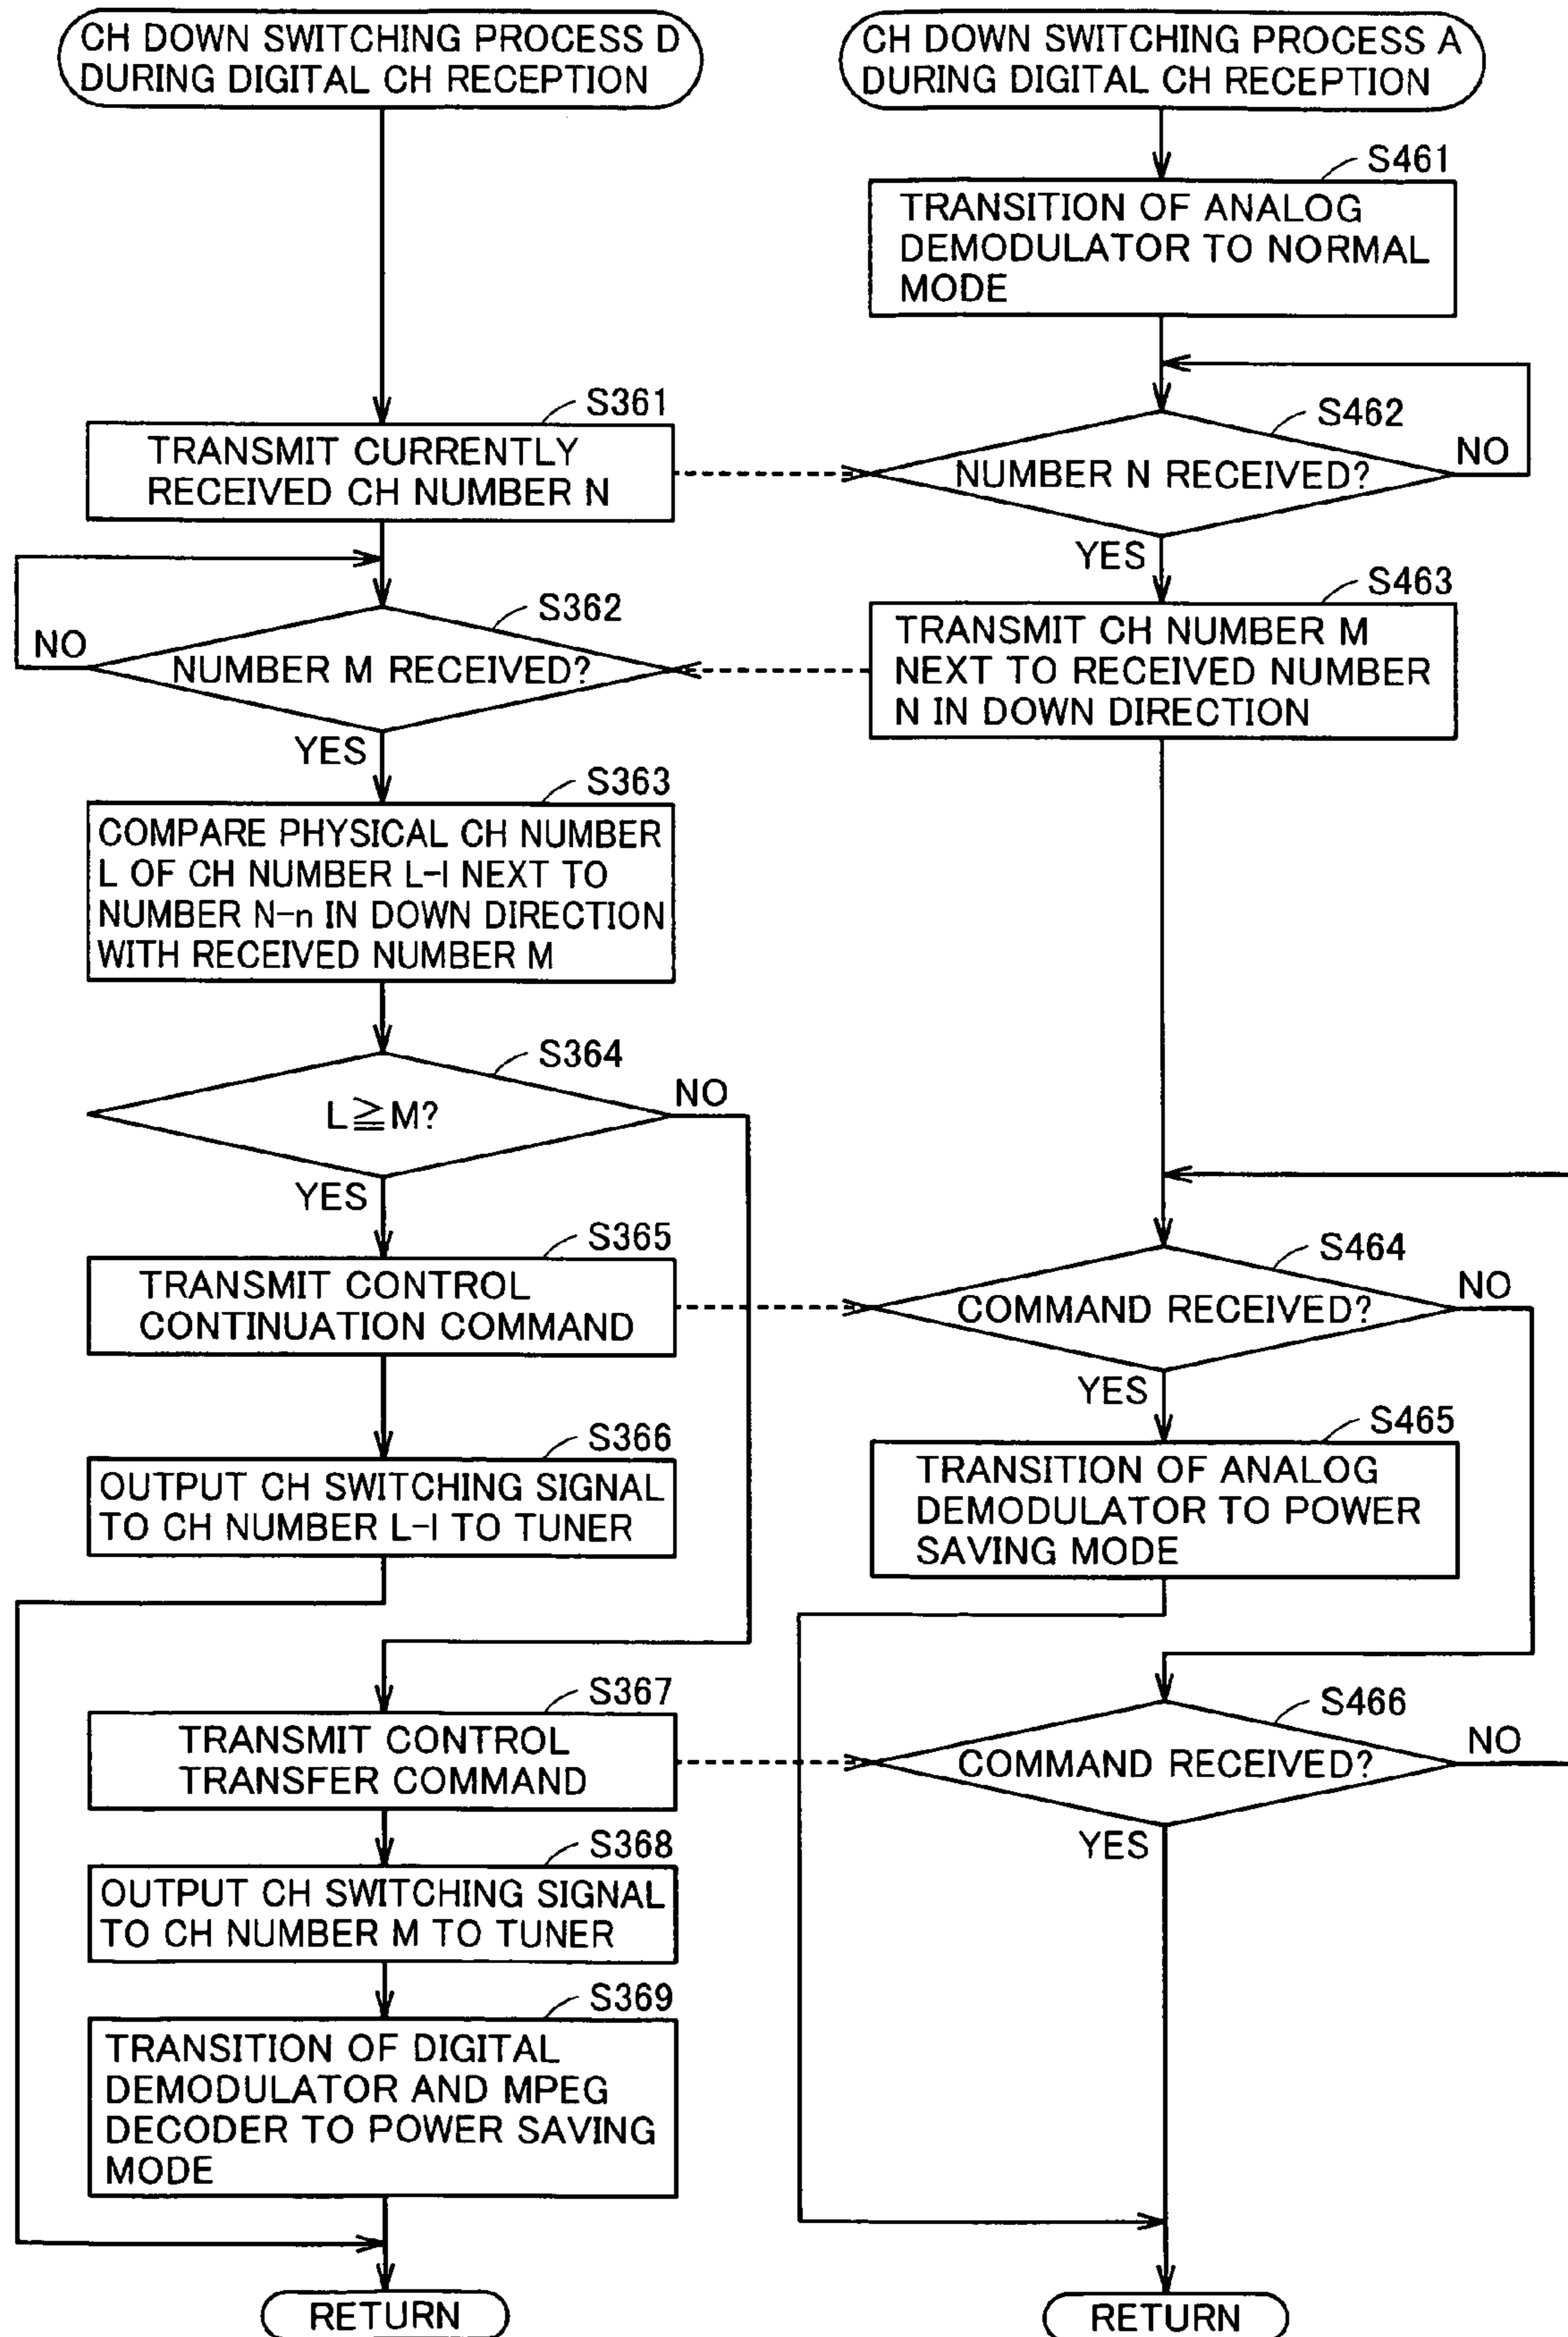 CH DOWN SWITCHING PROCESS D
DURING DIGITAL CH RECEPTION
S361
TRANSMIT CURRENTLY
RECEIVED CH NUMBER N
S362
NO
NUMBER M RECEIVED?
YES
S363
COMPARE PHYSICAL CH NUMBER
L OF CH NUMBER L-l NEXT TO
NUMBER N-n IN DOWN DIRECTION
WITH RECEIVED NUMBER M
S364
NO
L≧M?
YES
S365
TRANSMIT CONTROL
CONTINUATION COMMAND
S366
OUTPUT CH SWITCHING SIGNAL
TO CH NUMBER L-l TO TUNER
S367
TRANSMIT CONTROL
TRANSFER COMMAND
S368
OUTPUT CH SWITCHING SIGNAL
TO CH NUMBER M TO TUNER
S369
TRANSITION OF DIGITAL
DEMODULATOR AND MPEG
DECODER TO POWER SAVING
MODE
RETURN
CH DOWN SWITCHING PROCESS A
DURING DIGITAL CH RECEPTION
S461
TRANSITION OF ANALOG
DEMODULATOR TO NORMAL
MODE
S462
NO
NUMBER N RECEIVED?
YES
S463
TRANSMIT CH NUMBER M
NEXT TO RECEIVED NUMBER
N IN DOWN DIRECTION
S464
NO
COMMAND RECEIVED?
YES
S465
TRANSITION OF ANALOG
DEMODULATOR TO POWER
SAVING MODE
S466
NO
COMMAND RECEIVED?
YES
RETURN